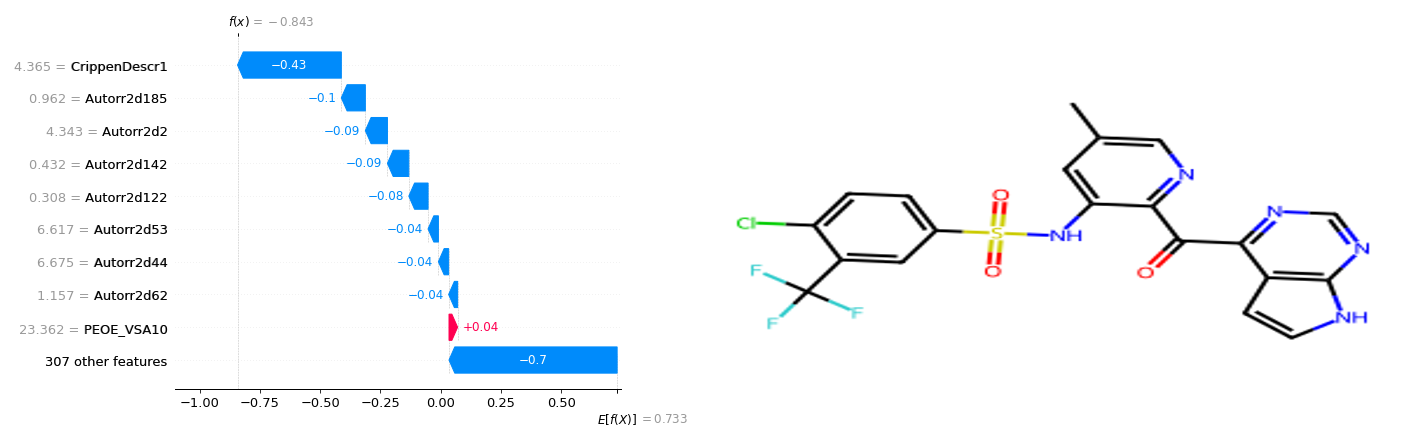 f(x) = −0.843
4.365 = CrippenDescr1
−0.43
0.962 = Autorr2d185
−0.1
4.343 = Autorr2d2
−0.09
0.432 = Autorr2d142
−0.09
0.308 = Autorr2d122
−0.08
6.617 = Autorr2d53
−0.04
6.675 = Autorr2d44
−0.04
1.157 = Autorr2d62
−0.04
23.362 = PEOE_VSA10
+0.04
307 other features
−0.7
−1.00 −0.75 −0.50 −0.25 0.00 0.25 0.50
E[f(X)] = 0.733
N
N
O
Cl
S
NH
N
O
O
F
F
F
NH